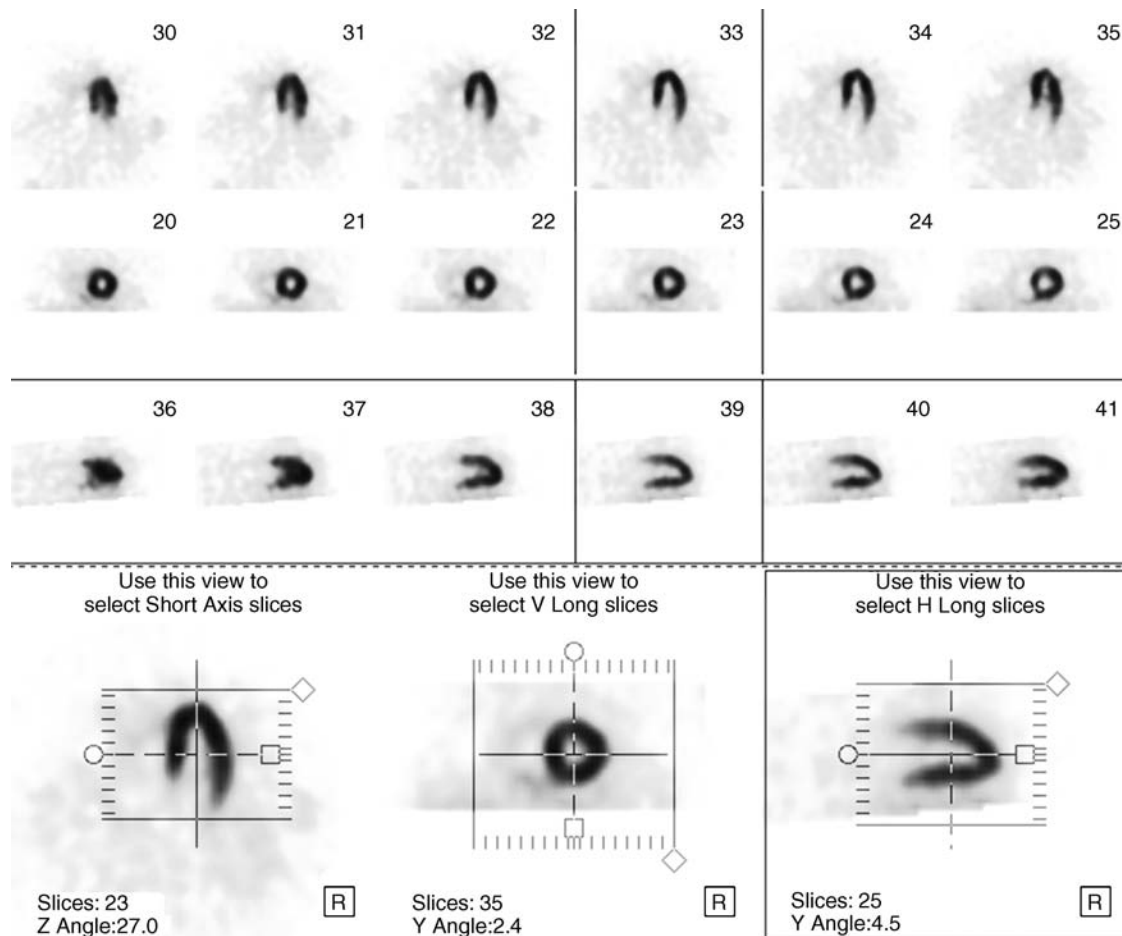 30 31 32 33 34 35
20 21 22 23 24 25
36 37 38 39 40 41
Use this view to
select Short Axis slices
Use this view to
select V Long slices
Use this view to
select H Long slices
Slices: 23
Z Angle:27.0
R
Slices: 35
Y Angle:2.4
R
Slices: 25
Y Angle:4.5
R